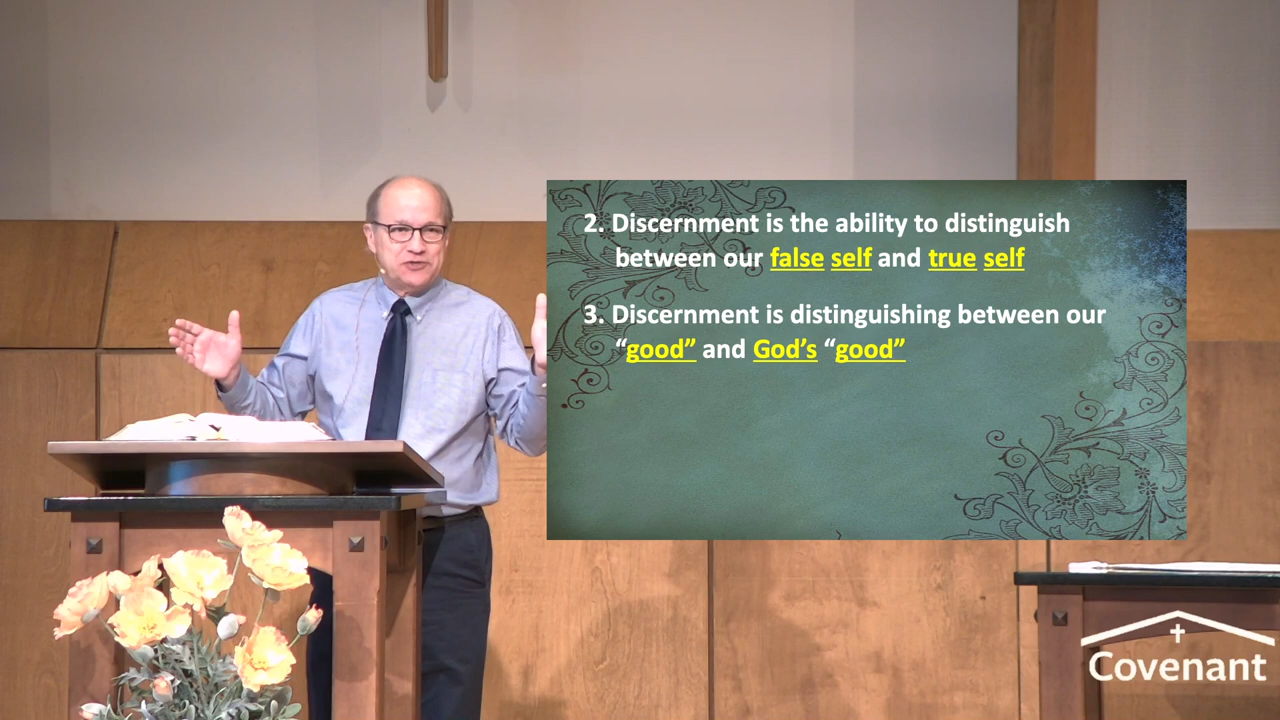 2. Discernment is the ability to distinguish
between our false self and true self
3. Discernment is distinguishing between our
“good” and God’s “good”
Covenant